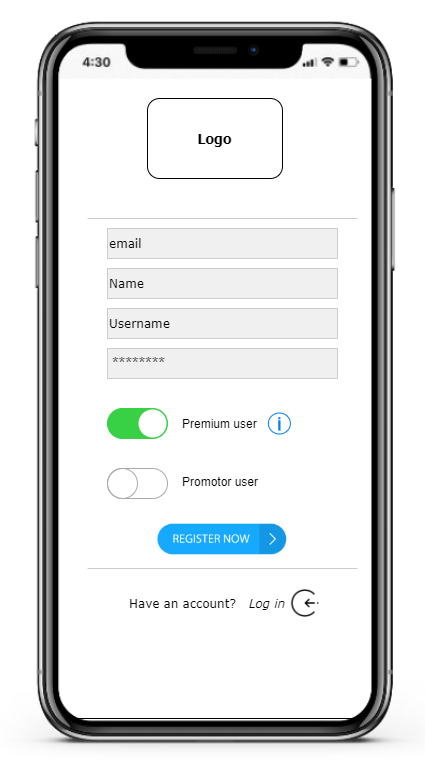 4:30
Logo
email
Name
Username
********
Premium user i
Promotor user
REGISTER NOW
Have an account? Log in